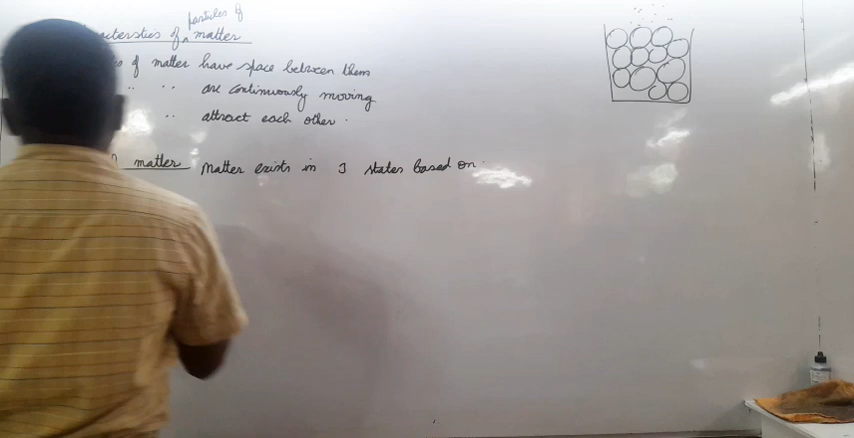 particles of
cteristics of ^ matter
of matter have space between them
" " are continuously moving
" attract each other .
matter Matter exists in 3 states based on